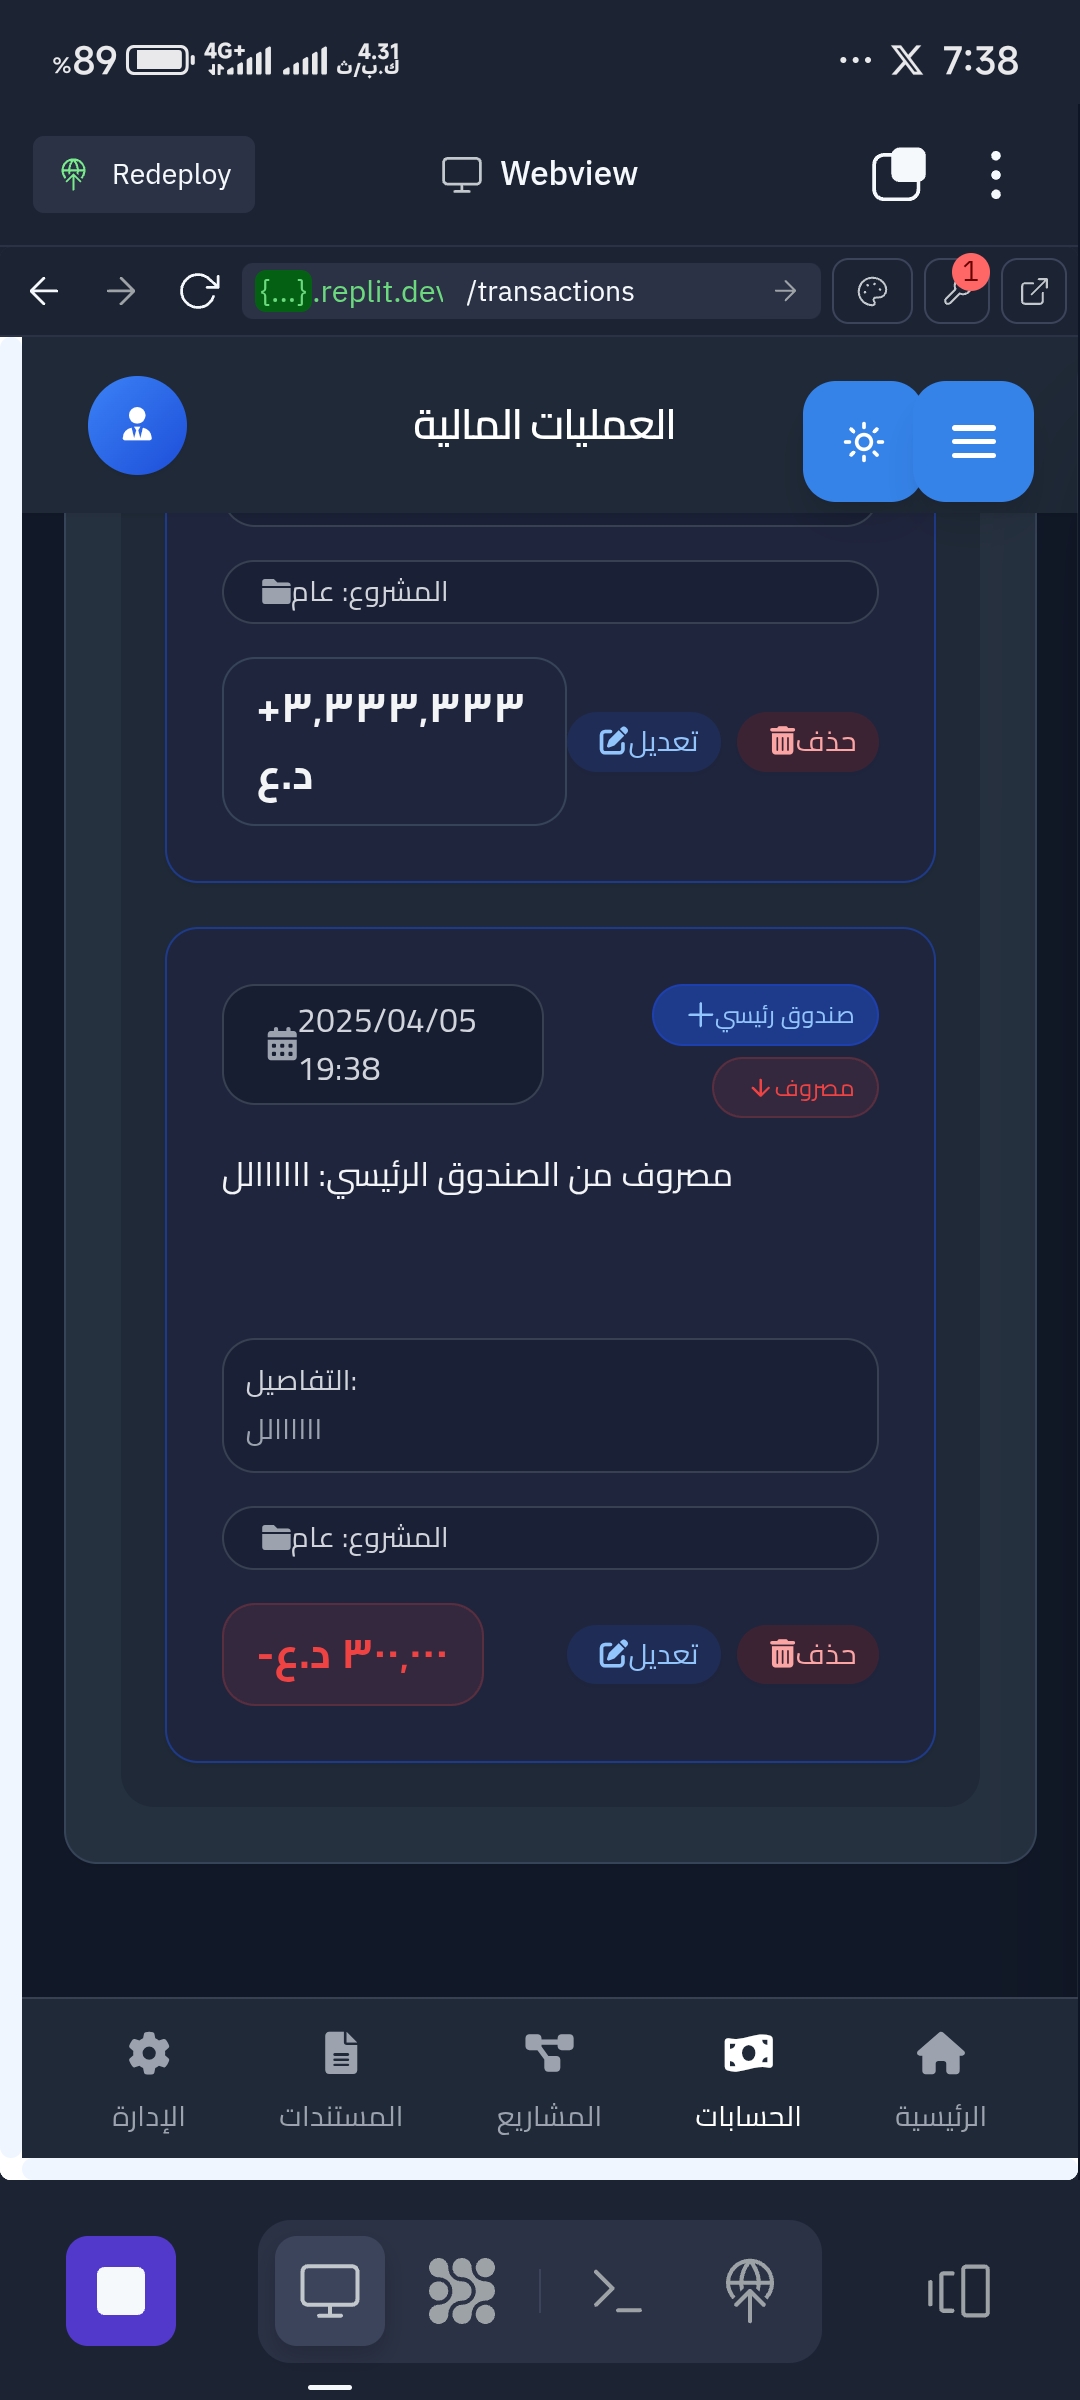 %89 4G+ 4.31 ك.ب/ث ... 7:38
Redeploy Webview
{...}.replit.dev /transactions 1
العمليات المالية
المشروع: عام
+٣,٣٣٣,٣٣٣
د.ع
تعديل حذف
2025/04/05
19:38
صندوق رئيسي
مصروف
مصروف من الصندوق الرئيسي: اااااالل
التفاصيل:
اااااالل
المشروع: عام
-٣٠٠,٠٠٠ د.ع
تعديل حذف
الرئيسية
الحسابات
المشاريع
المستندات
الإدارة